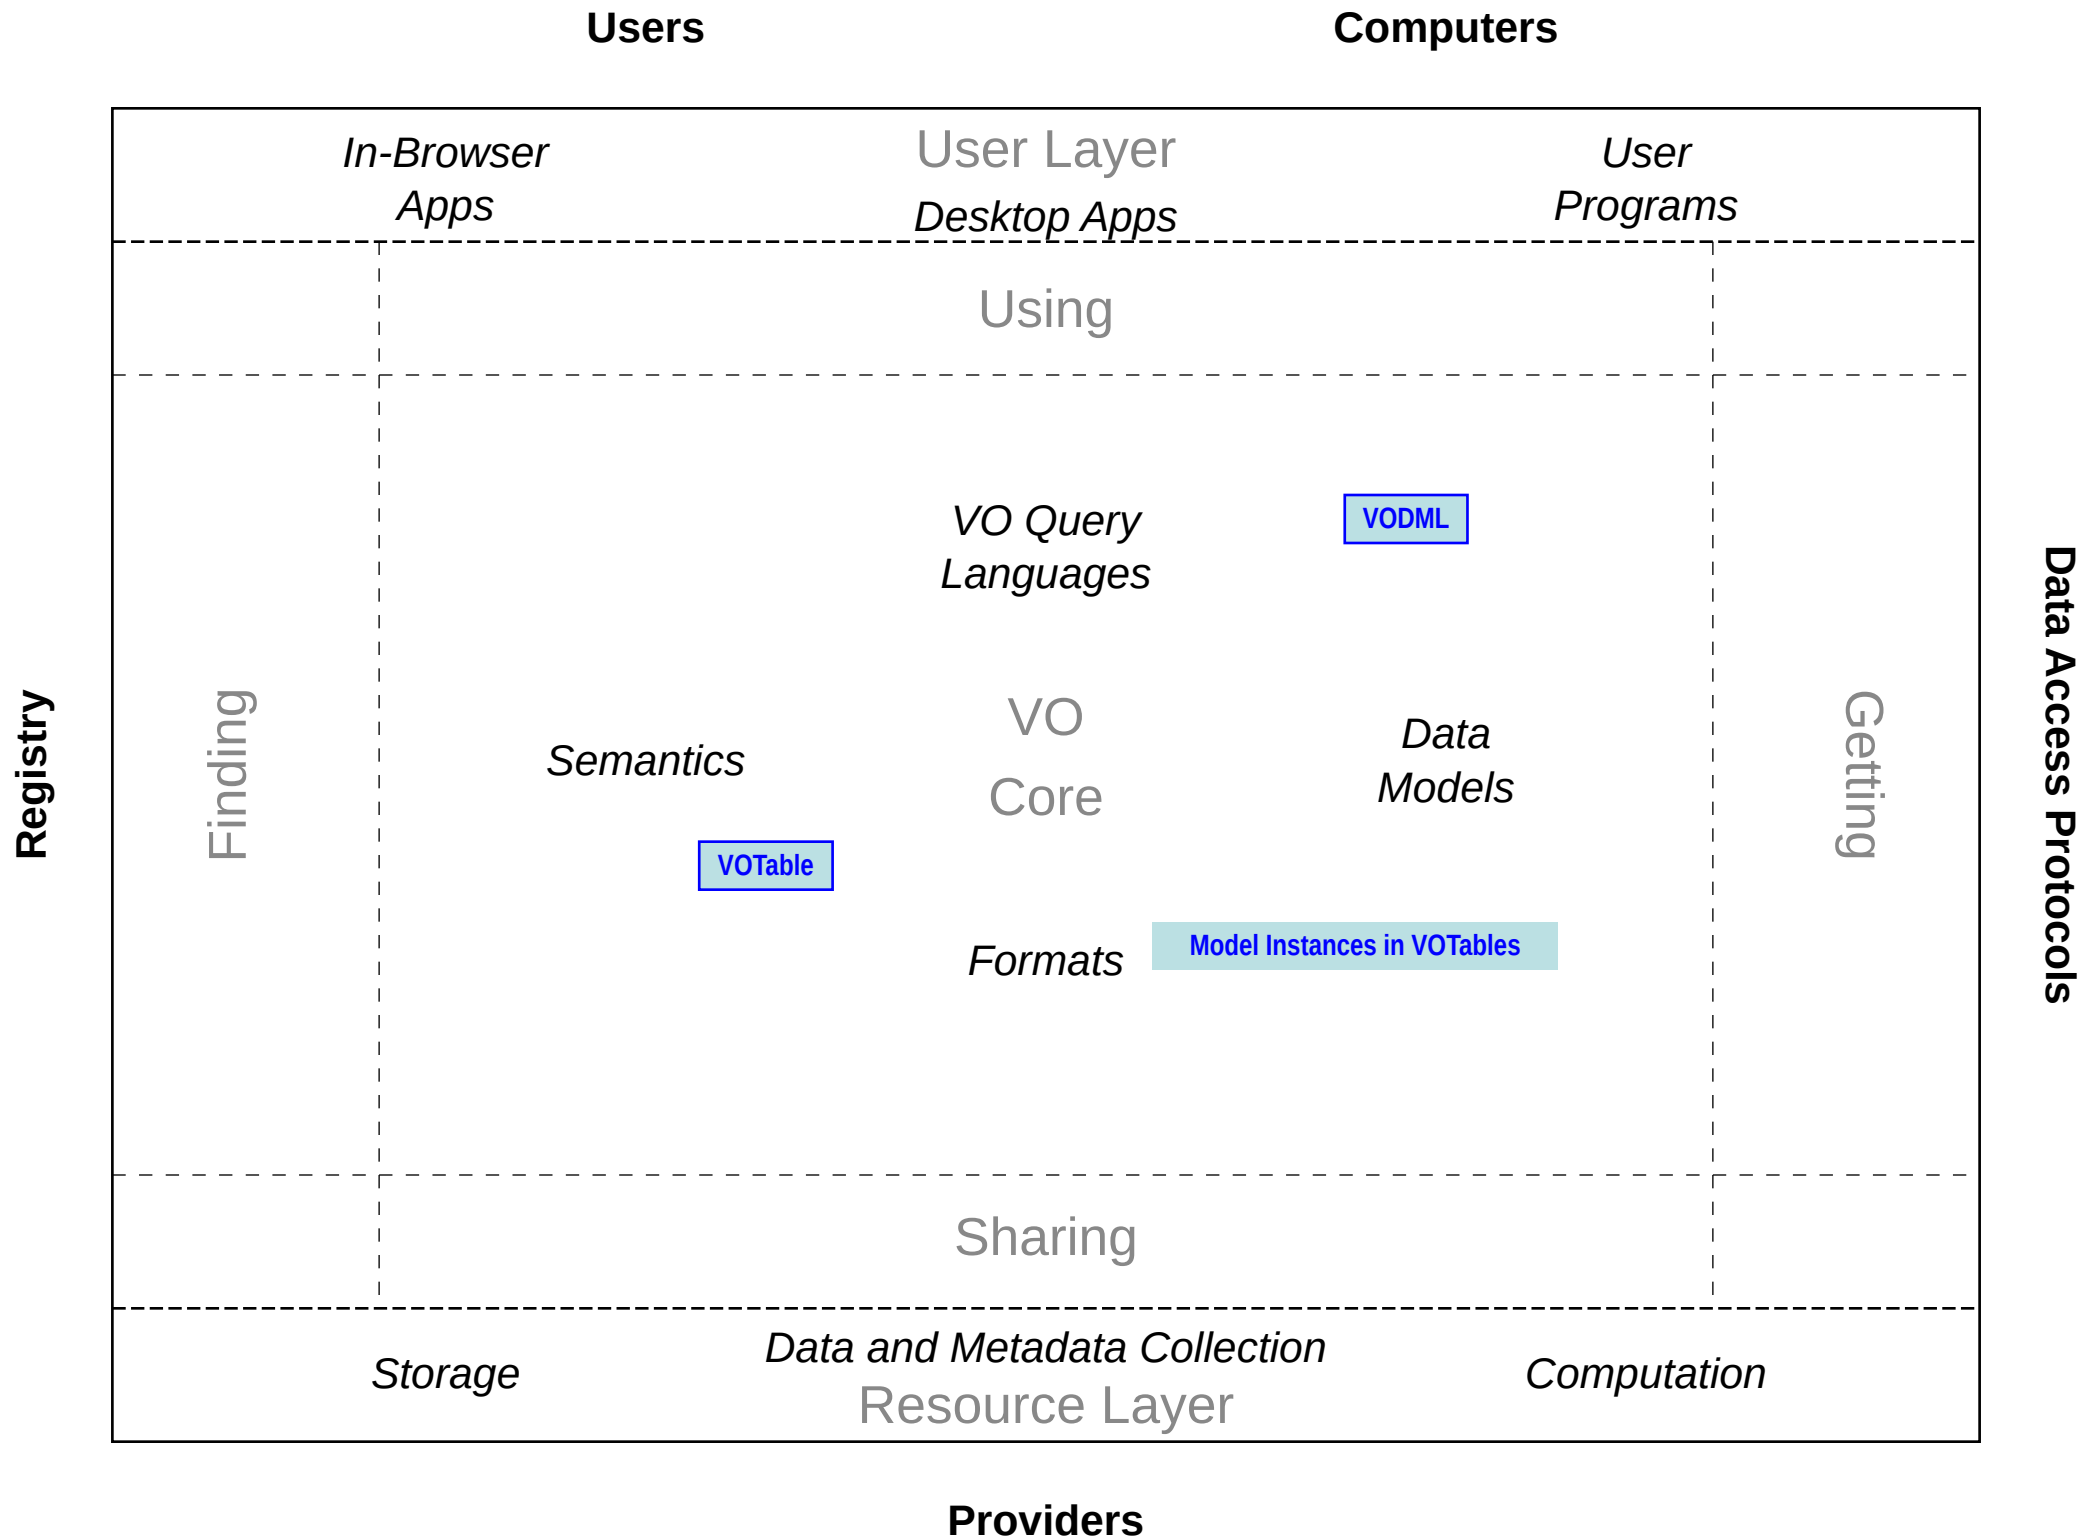 Users
Computers
In-Browser
Apps
User Layer
Desktop Apps
User
Programs
Using
Registry
Finding
VO Query
Languages
VODML
Semantics
VO
Core
Data
Models
VOTable
Formats
Model Instances in VOTables
Getting
Data Access Protocols
Sharing
Storage
Data and Metadata Collection
Resource Layer
Computation
Providers